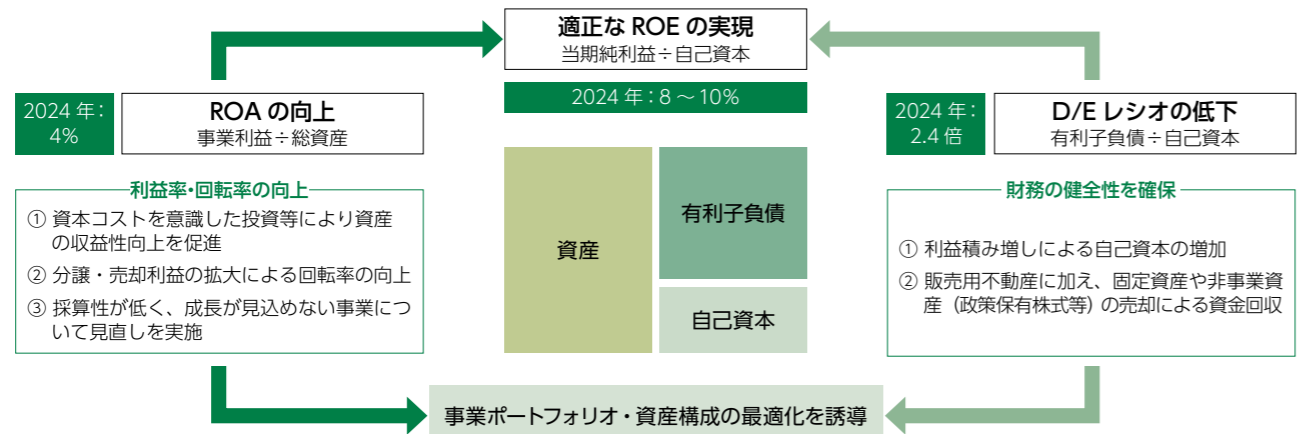 適正な ROE の実現
当期純利益÷自己資本
2024 年：8 ～ 10%
2024 年：
4%
ROA の向上
事業利益÷総資産
利益率・回転率の向上
① 資本コストを意識した投資等により資産
の収益性向上を促進
② 分譲・売却利益の拡大による回転率の向上
③ 採算性が低く、成長が見込めない事業につ
いて見直しを実施
資産
有利子負債
自己資本
2024 年：
2.4 倍
D/E レシオの低下
有利子負債÷自己資本
財務の健全性を確保
① 利益積み増しによる自己資本の増加
② 販売用不動産に加え、固定資産や非事業資
産（政策保有株式等）の売却による資金回収
事業ポートフォリオ・資産構成の最適化を誘導